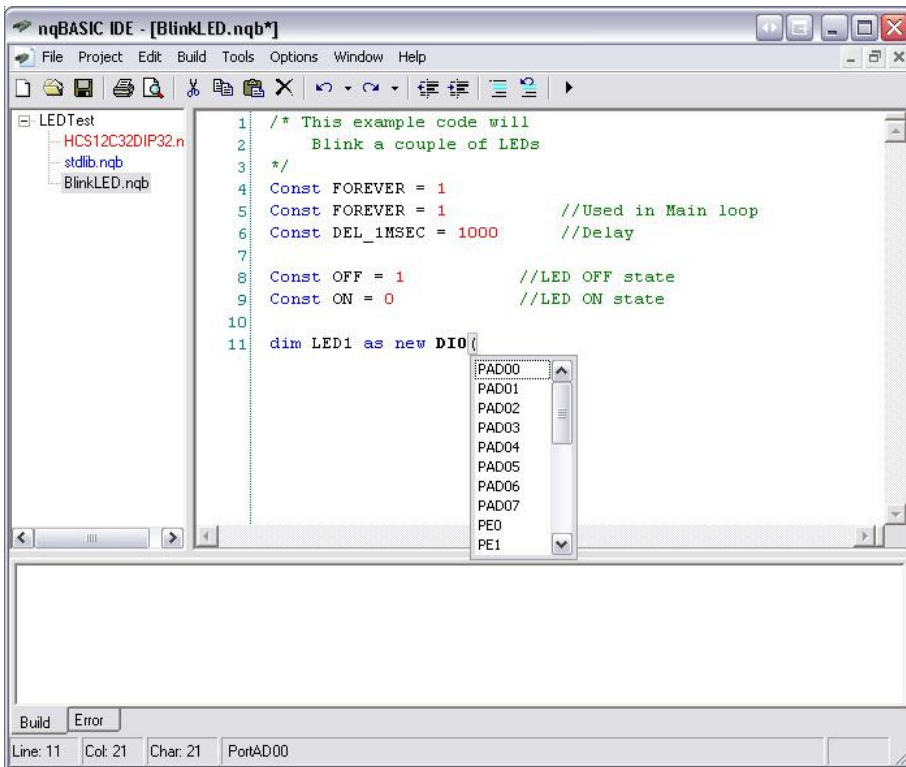 nqBASIC IDE - [BlinkLED.nqb*]
File Project Edit Build Tools Options Window Help
LEDTest
HCS12C32DIP32.n
stdlib.nqb
BlinkLED.nqb
1 /* This example code will
2 Blink a couple of LEDs
3 */
4 Const FOREVER = 1
5 Const FOREVER = 1 //Used in Main loop
6 Const DEL_1MSEC = 1000 //Delay
7
8 Const OFF = 1 //LED OFF state
9 Const ON = 0 //LED ON state
10
11 dim LED1 as new DIO(
PAD00
PAD01
PAD02
PAD03
PAD04
PAD05
PAD06
PAD07
PE0
PE1
Build Error
Line: 11 Col: 21 Char: 21 PortAD00